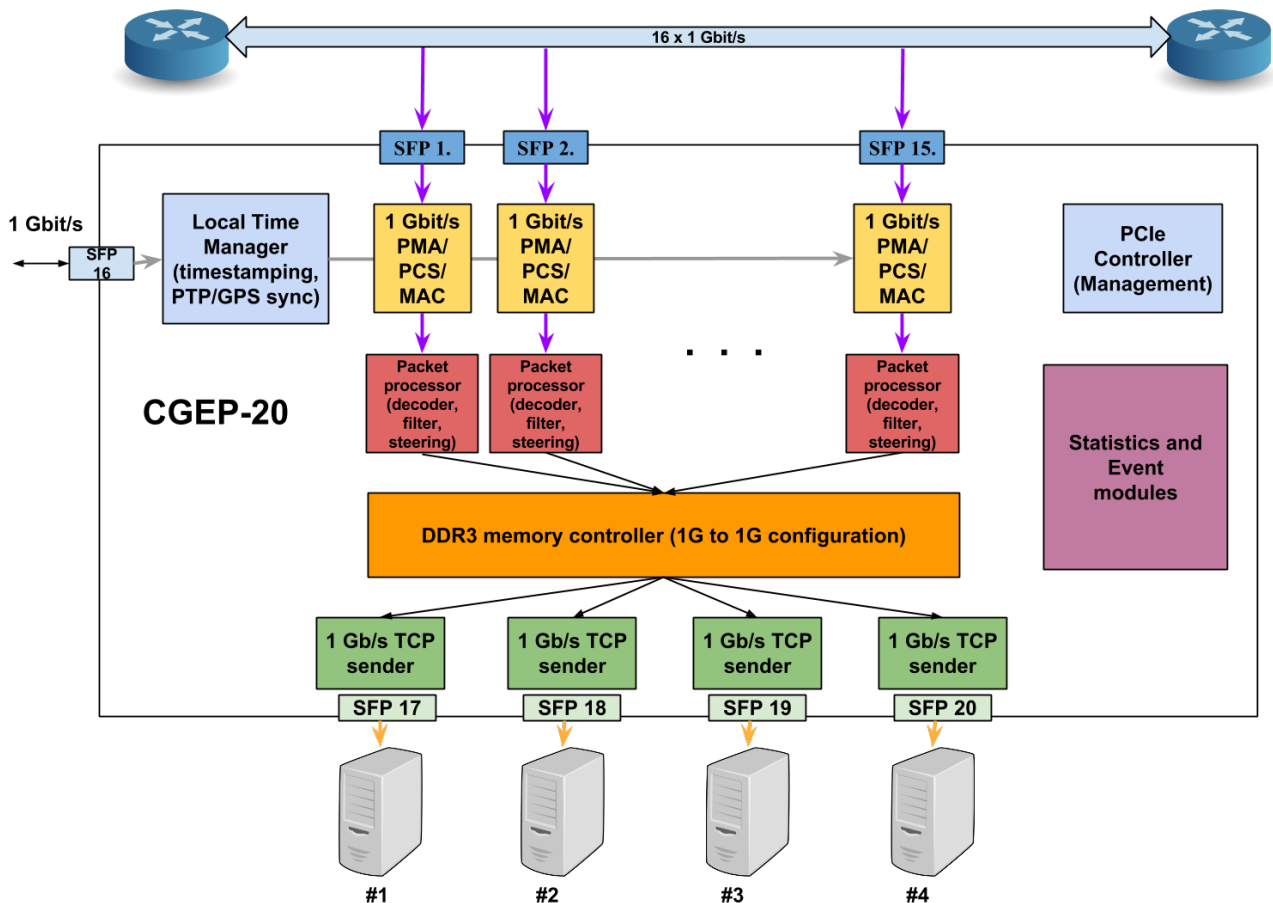 16 x 1 Gbit/s
SFP 1.
SFP 2.
SFP 15.
1 Gbit/s
SFP
16
Local Time
Manager
(timestamping,
PTP/GPS sync)
1 Gbit/s
PMA/
PCS/
MAC
1 Gbit/s
PMA/
PCS/
MAC
1 Gbit/s
PMA/
PCS/
MAC
PCIe
Controller
(Management)
. . .
CGEP-20
Packet
processor
(decoder,
filter,
steering)
Packet
processor
(decoder,
filter,
steering)
Packet
processor
(decoder,
filter,
steering)
Statistics and
Event
modules
DDR3 memory controller (1G to 1G configuration)
1 Gb/s TCP
sender
1 Gb/s TCP
sender
1 Gb/s TCP
sender
1 Gb/s TCP
sender
SFP 17
SFP 18
SFP 19
SFP 20
#1
#2
#3
#4